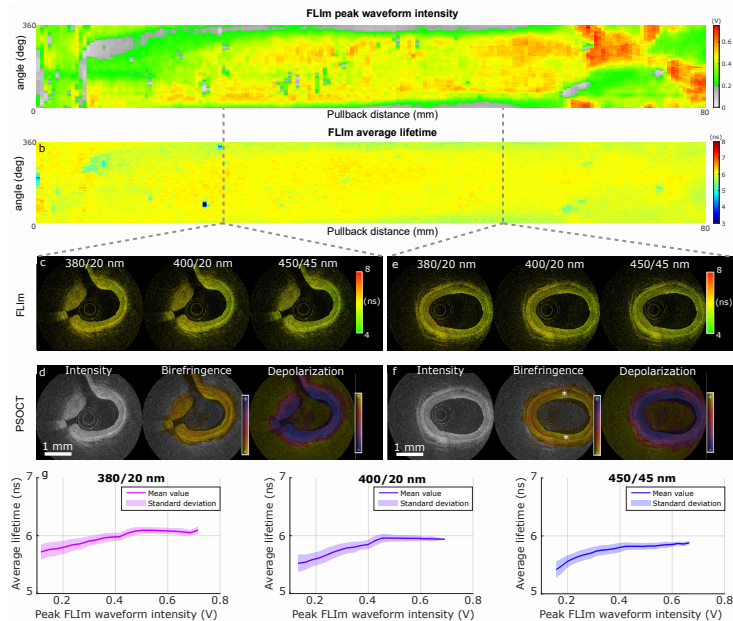 FLIm peak waveform intensity
360
(V)
0.6
0.4
0.2
0
angle (deg)
0
Pullback distance (mm)
80
FLIm average lifetime
360
b
(ns)
8
7
6
5
4
3
angle (deg)
0
Pullback distance (mm)
80
c
380/20 nm
400/20 nm
450/45 nm
8
(ns)
4
e
380/20 nm
400/20 nm
450/45 nm
8
(ns)
4
FLIm
d
Intensity
Birefringence
Depolarization
1 mm
f
Intensity
Birefringence
Depolarization
*
*
1 mm
PSOCT
g
380/20 nm
Mean value
Standard deviation
7
6
5
Average lifetime (ns)
0.2
0.4
0.6
0.8
Peak FLIm waveform intensity (V)
400/20 nm
Mean value
Standard deviation
7
6
5
Average lifetime (ns)
0.2
0.4
0.6
0.8
Peak FLIm waveform intensity (V)
450/45 nm
Mean value
Standard deviation
7
6
5
Average lifetime (ns)
0.2
0.4
0.6
0.8
Peak FLIm waveform intensity (V)